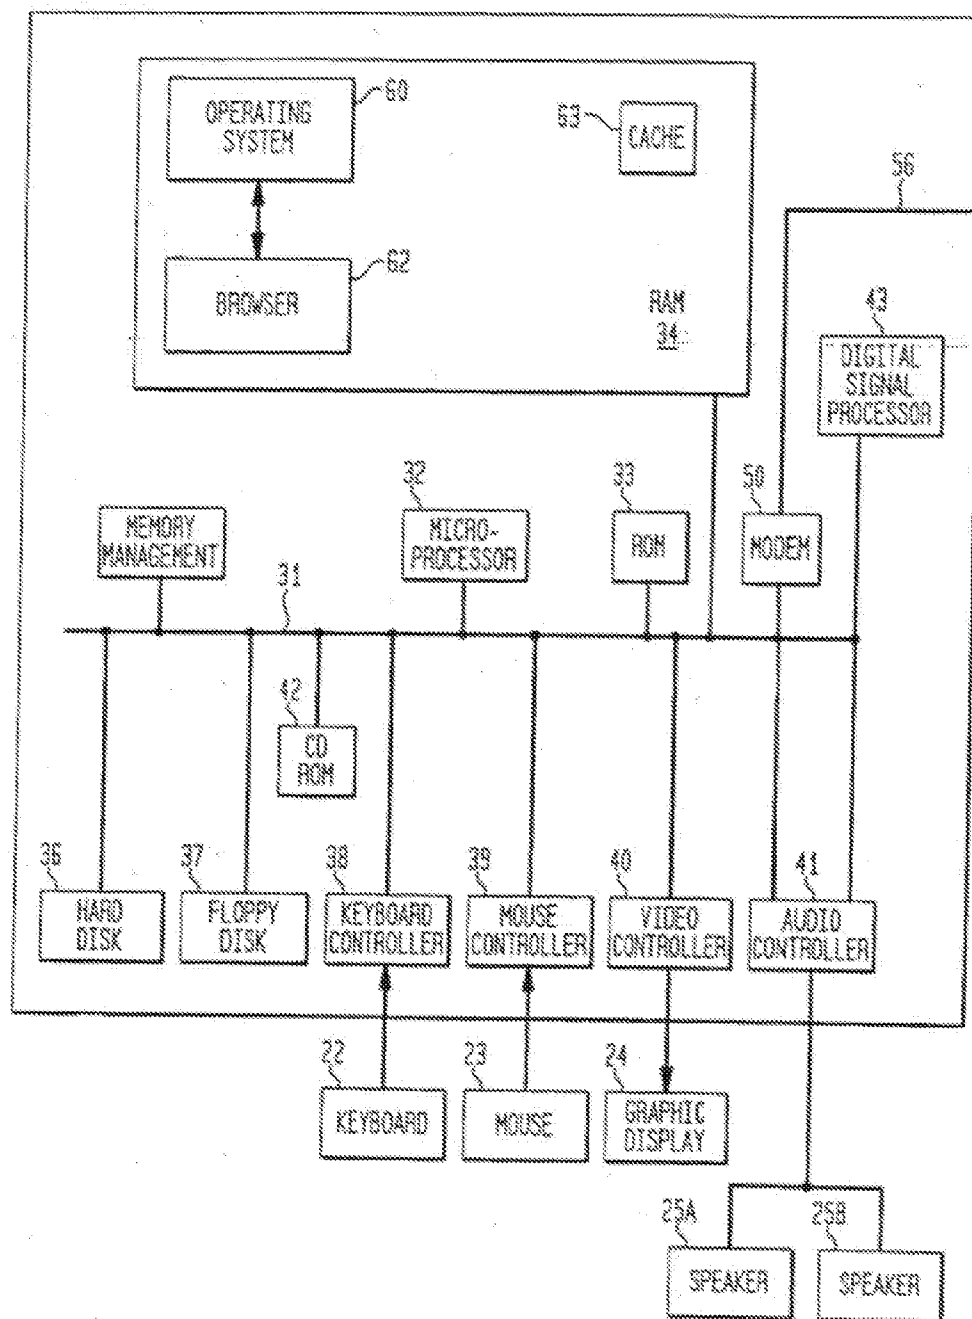 60
OPERATING
SYSTEM
63
CACHE
56
62
BROWSER
RAM
34
43
DIGITAL
SIGNAL
PROCESSOR
32
33
50
MEMORY
MANAGEMENT
MICRO-
PROCESSOR
ROM
MODEM
31
42
CD
ROM
36
37
38
39
40
41
HARD
DISK
FLOPPY
DISK
KEYBOARD
CONTROLLER
MOUSE
CONTROLLER
VIDEO
CONTROLLER
AUDIO
CONTROLLER
22
23
24
KEYBOARD
MOUSE
GRAPHIC
DISPLAY
25A
25B
SPEAKER
SPEAKER